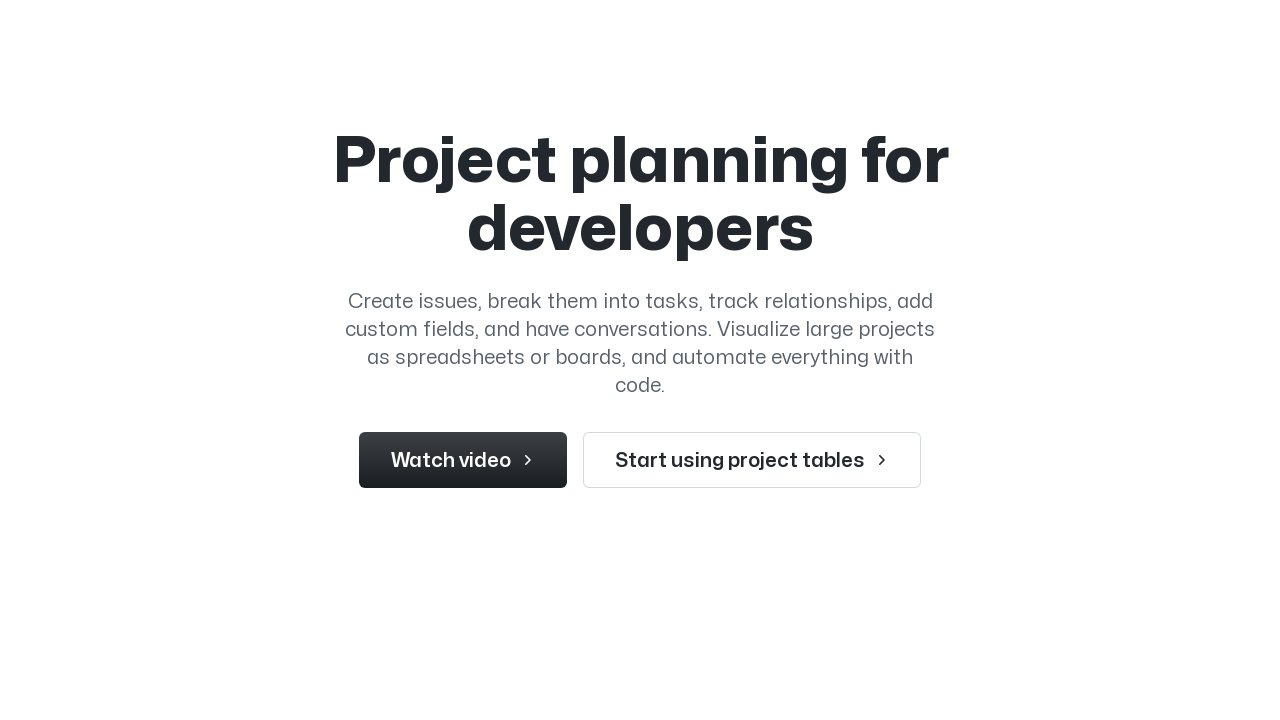 Project planning for
developers
Create issues, break them into tasks, track relationships, add
custom fields, and have conversations. Visualize large projects
as spreadsheets or boards, and automate everything with
code.
Watch video
Start using project tables